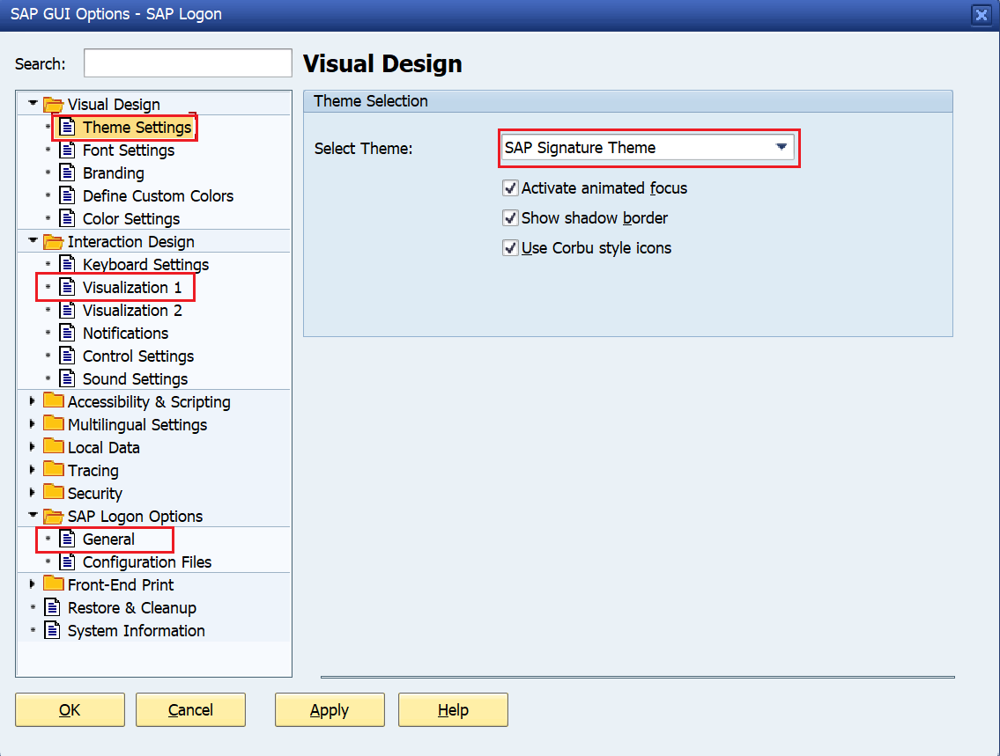 SAP GUI Options - SAP Logon
Search:
Visual Design
Theme Settings
Font Settings
Branding
Define Custom Colors
Color Settings
Interaction Design
Keyboard Settings
Visualization 1
Visualization 2
Notifications
Control Settings
Sound Settings
Accessibility & Scripting
Multilingual Settings
Local Data
Tracing
Security
SAP Logon Options
General
Configuration Files
Front-End Print
Restore & Cleanup
System Information
Visual Design
Theme Selection
Select Theme: SAP Signature Theme
Activate animated focus
Show shadow border
Use Corbu style icons
OK Cancel Apply Help